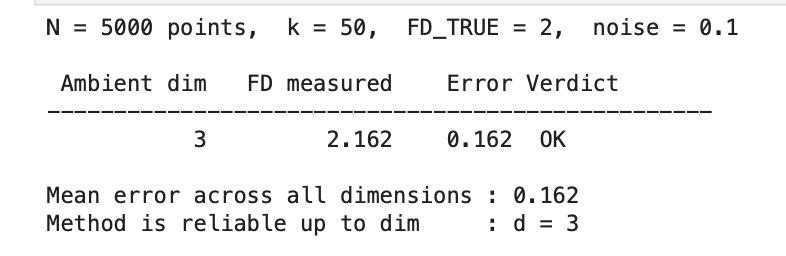 N = 5000 points,  k = 50,  FD_TRUE = 2,  noise = 0.1
Ambient dim   FD measured    Error Verdict
--------------------------------------------------
3         2.162    0.162  OK
Mean error across all dimensions : 0.162
Method is reliable up to dim     : d = 3